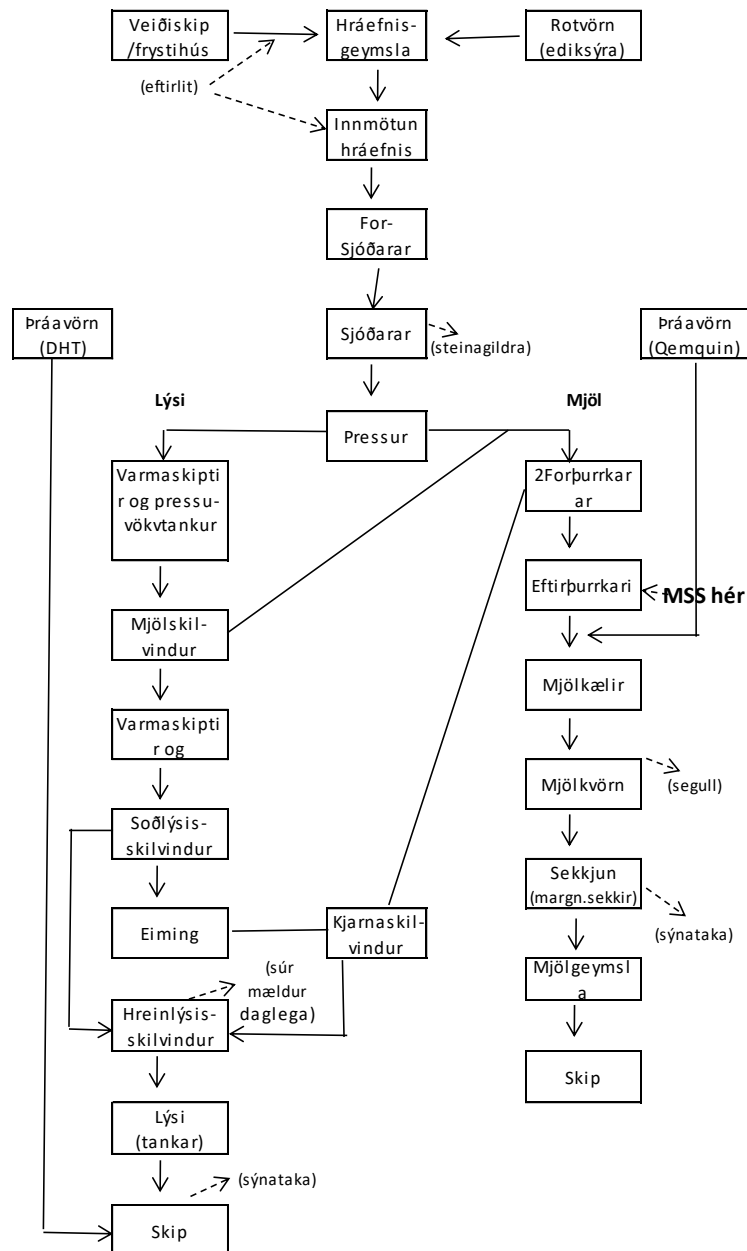 Veiðiskip
/frystihús
Hráefnis-
geymsla
Rotvörn
(ediksýra)
(eftirlit)
Innmötun
hráefnis
For-
Sjóðarar
Þráavörn
(DHT)
Sjóðarar
(steinagildra)
Þráavörn
(Qemquin)
Lýsi
Mjöl
Pressur
Varmaskipti
r og pressu-
vökvtankur
2Forþurrkar
ar
Eftirþurrkari
MSS hér
Mjölskil-
vindur
Mjölkælir
Varmaskipti
r og
Mjölkvörn
(segull)
Soðlýsis-
skilvindur
Sekkjun
(margn.sekkir)
(sýnataka)
Eiming
Kjarnaskil-
vindur
Mjölgeymsl
a
(súr
mældur
daglega)
Hreinlýsis-
skilvindur
Skip
Lýsi
(tankar)
(sýnataka)
Skip